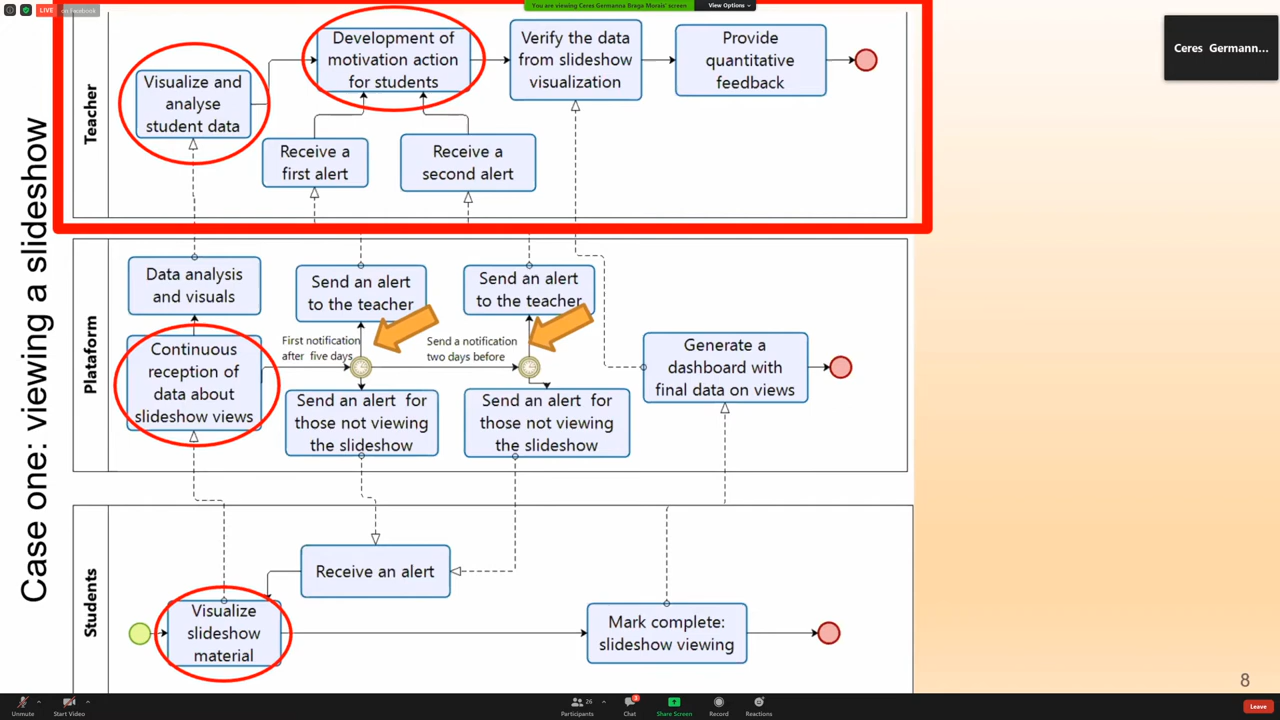 LIVE on Facebook
You are viewing Ceres Germanna Braga Morais' screen
View Options
Ceres Germann...
Case one: viewing a slideshow
Teacher
Visualize and
analyse
student data
Development of
motivation action
for students
Verify the data
from slideshow
visualization
Provide
quantitative
feedback
Receive a
first alert
Receive a
second alert
Plataform
Data analysis
and visuals
Send an alert
to the teacher
Send an alert
to the teacher
Continuous
reception of
data about
slideshow views
First notification
after five days
Send a notification
two days before
Generate a
dashboard with
final data on views
Send an alert for
those not viewing
the slideshow
Send an alert for
those not viewing
the slideshow
Students
Receive an alert
Visualize
slideshow
material
Mark complete:
slideshow viewing
8
Unmute
Start Video
26
Participants
3
Chat
Share Screen
Record
Reactions
Leave